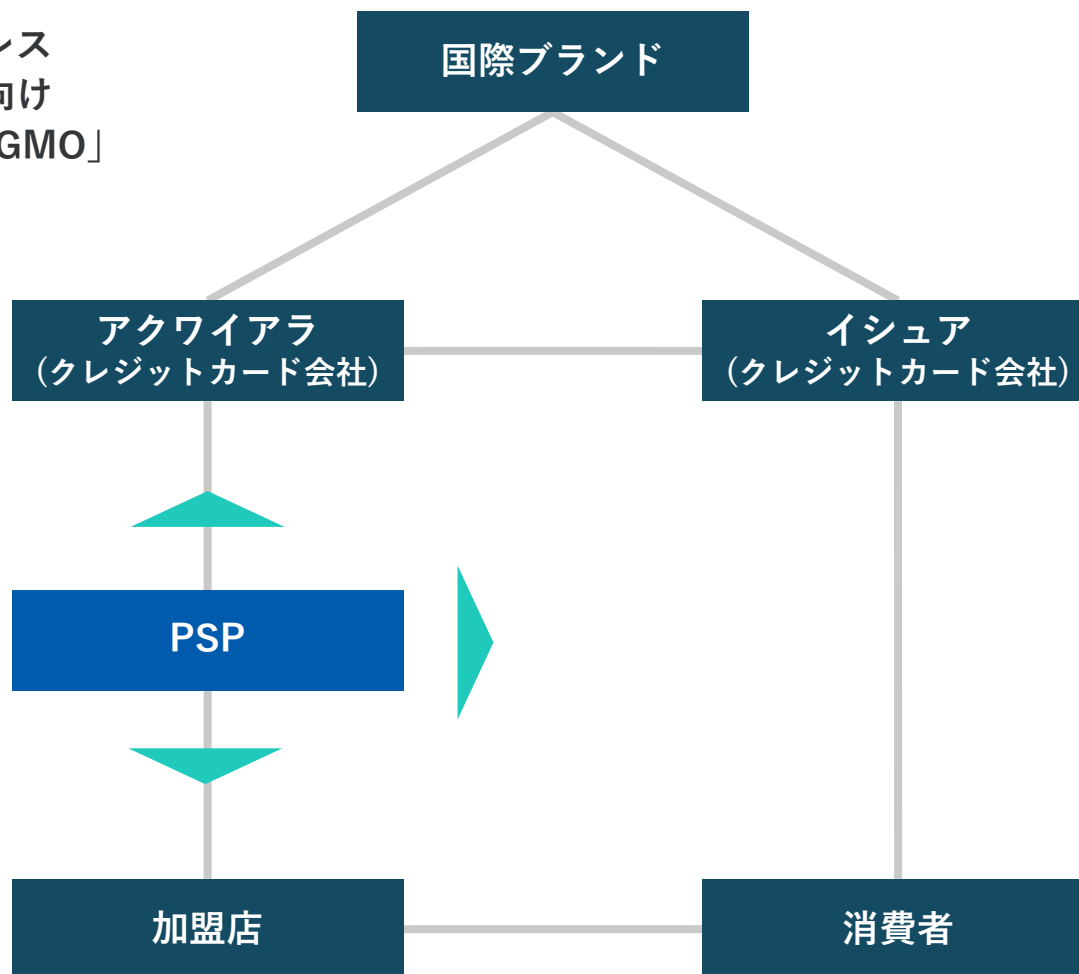 ンス
向け
GMO」
国際ブランド
アクワイアラ
（クレジットカード会社）
イシュア
（クレジットカード会社）
PSP
加盟店
消費者